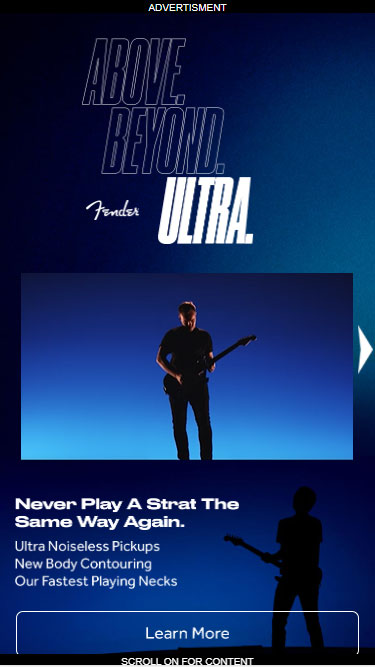 ADVERTISMENT
ABOVE.
BEYOND.
Fender ULTRA.
Never Play A Strat The
Same Way Again.
Ultra Noiseless Pickups
New Body Contouring
Our Fastest Playing Necks
Learn More
SCROLL ON FOR CONTENT